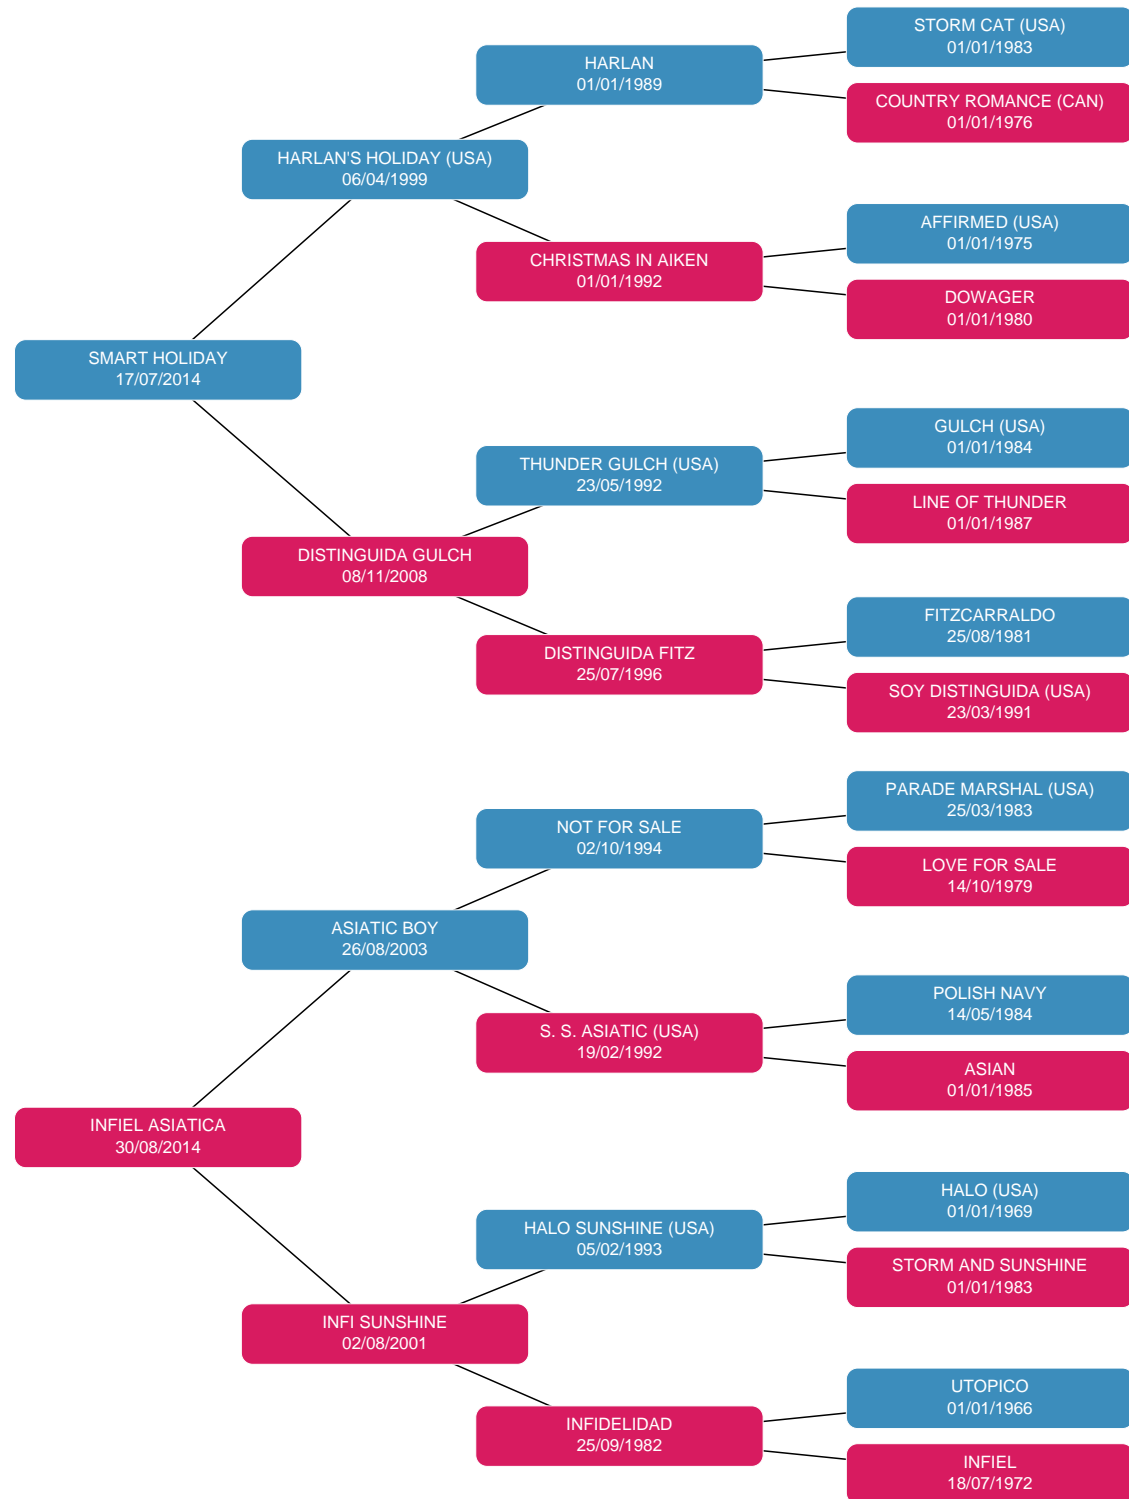 STORM CAT (USA)
01/01/1983
HARLAN
01/01/1989
COUNTRY ROMANCE (CAN)
01/01/1976
HARLAN'S HOLIDAY (USA)
06/04/1999
AFFIRMED (USA)
01/01/1975
CHRISTMAS IN AIKEN
01/01/1992
DOWAGER
01/01/1980
SMART HOLIDAY
17/07/2014
GULCH (USA)
01/01/1984
THUNDER GULCH (USA)
23/05/1992
LINE OF THUNDER
01/01/1987
DISTINGUIDA GULCH
08/11/2008
FITZCARRALDO
25/08/1981
DISTINGUIDA FITZ
25/07/1996
SOY DISTINGUIDA (USA)
23/03/1991
PARADE MARSHAL (USA)
25/03/1983
NOT FOR SALE
02/10/1994
LOVE FOR SALE
14/10/1979
ASIATIC BOY
26/08/2003
POLISH NAVY
14/05/1984
S. S. ASIATIC (USA)
19/02/1992
ASIAN
01/01/1985
INFIEL ASIATICA
30/08/2014
HALO (USA)
01/01/1969
HALO SUNSHINE (USA)
05/02/1993
STORM AND SUNSHINE
01/01/1983
INFI SUNSHINE
02/08/2001
UTOPICO
01/01/1966
INFIDELIDAD
25/09/1982
INFIEL
18/07/1972